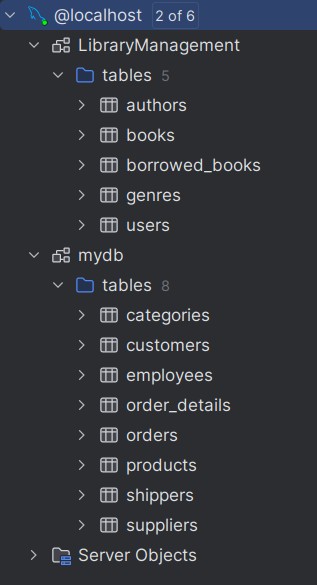 @localhost 2 of 6
LibraryManagement
tables 5
authors
books
borrowed_books
genres
users
mydb
tables 8
categories
customers
employees
order_details
orders
products
shippers
suppliers
Server Objects